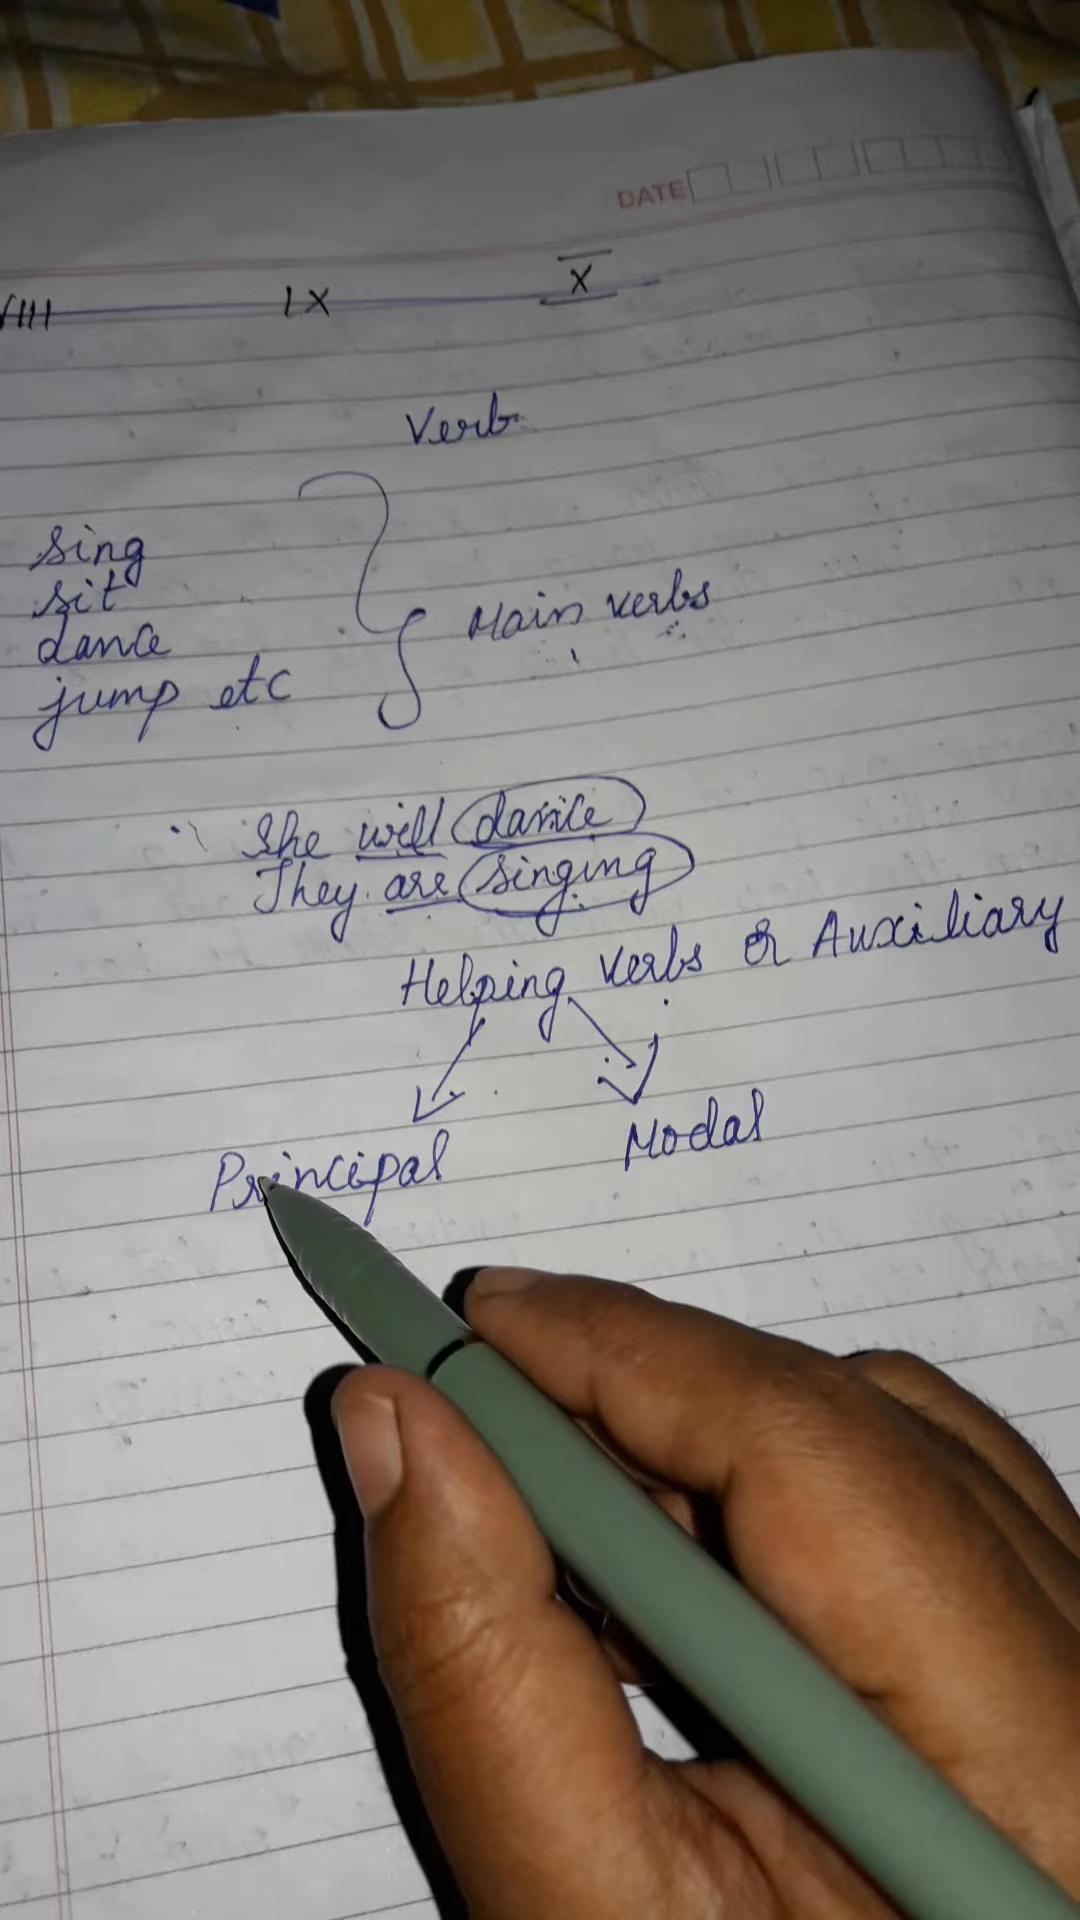 DATE
VIII IX X
Verb
sing
sit
dance
jump etc
Main verbs
She will dance
They are singing
Helping verbs or Auxiliary
Principal Modal